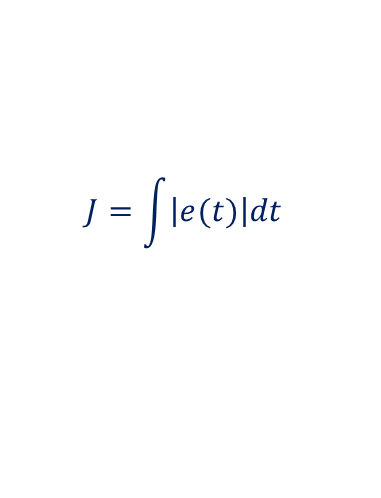 J = ∫|e(t)|dt